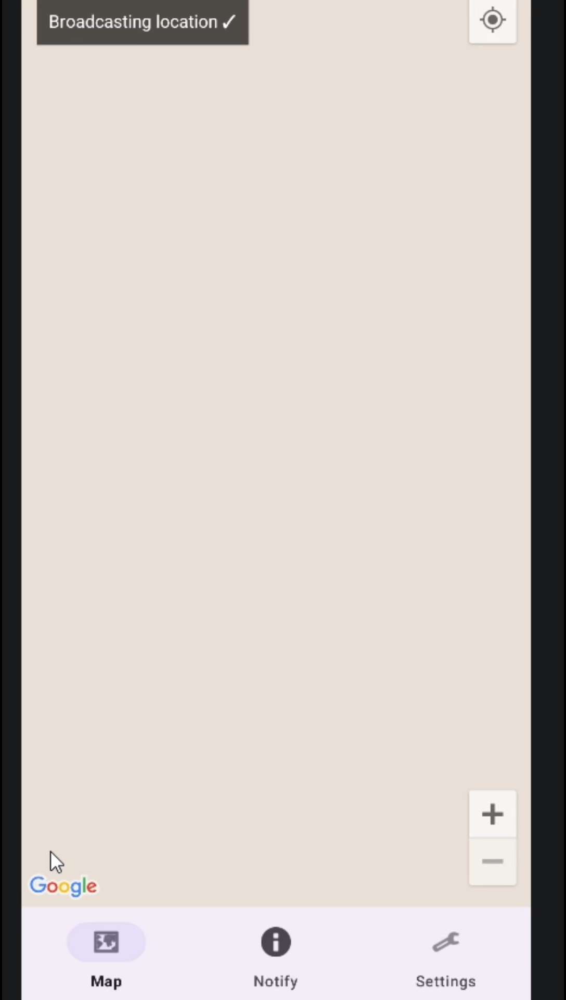 Broadcasting location ✓
Google
Map
Notify
Settings